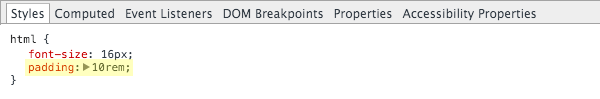 Styles Computed Event Listeners DOM Breakpoints Properties Accessibility Properties
html {
font-size: 16px;
padding:▶10rem;
}